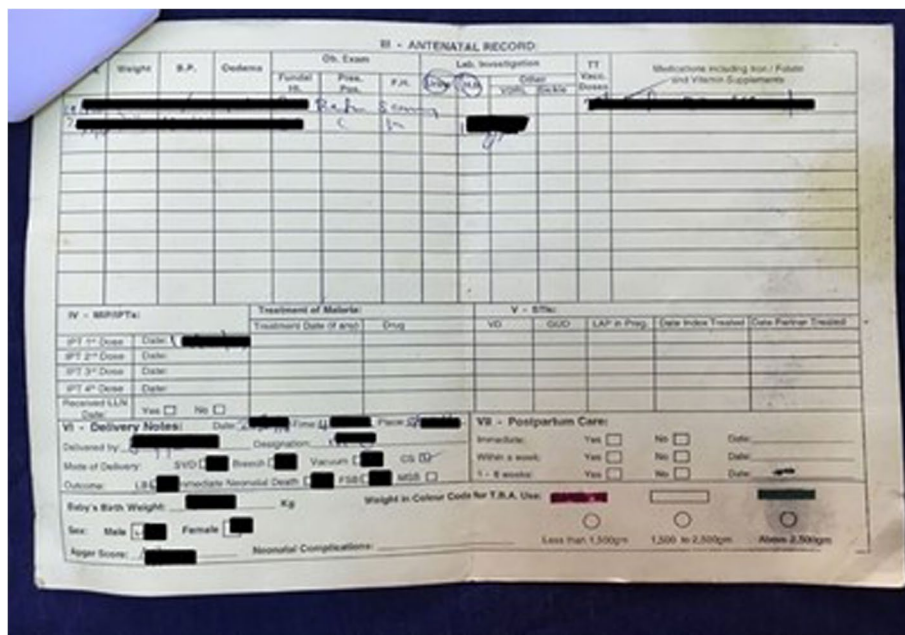 III - ANTENATAL RECORD:
Weight B.P. Oedema Ob. Exam Lab. Investigation TT Vacc. Doses Medications including Iron / Folate and Vitamin Supplements
Fundal Ht. Pres. Pos. F.H. Urine H.B Other
VDRL Sickle
IV - MIP/IPTs: Treatment of Malaria: V - STIs:
Treatment Date (if any) Drug VD GUD LAP in Preg. Date Index Treated Date Partner Treated
IPT 1st Dose Date:
IPT 2nd Dose Date:
IPT 3rd Dose Date:
IPT 4th Dose Date:
Received LLN Date: Yes No
VI - Delivery Notes: Date: Time: Place: VII - Postpartum Care:
Delivered by: Designation: Immediate: Yes No Date:
Mode of Delivery: SVD Breech Vacuum CS Within a week: Yes No Date:
Outcome: LB Immediate Neonatal Death FSB MSB 1 - 6 weeks: Yes No Date:
Baby's Birth Weight: Kg Weight in Colour Code for T.B.A. Use:
Sex: Male Female
Less than 1,500gm 1,500 to 2,500gm Above 2,500gm
Apgar Score: Neonatal Complications: